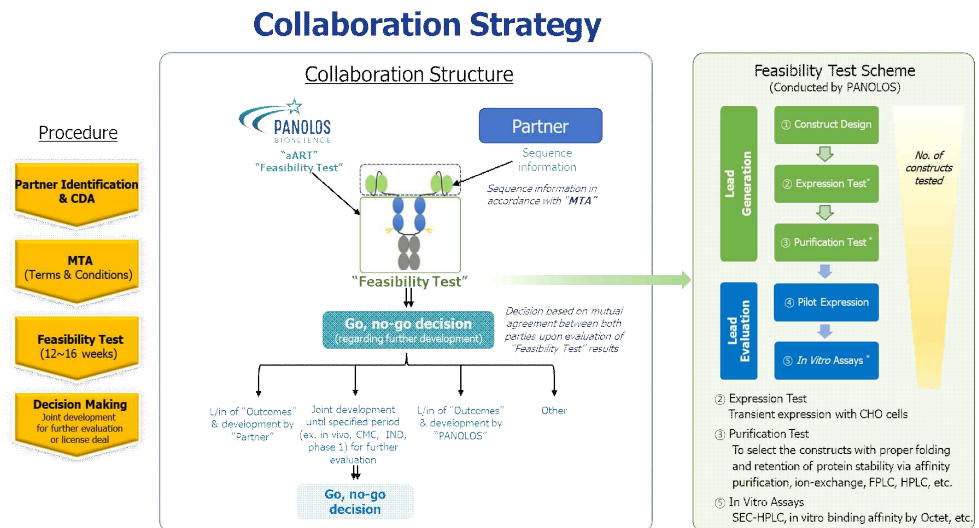 Collaboration Strategy
Procedure
Partner Identification
& CDA
MTA
(Terms & Conditions)
Feasibility Test
(12~16 weeks)
Decision Making
Joint development
for further evaluation
or license deal
Collaboration Structure
PANOLOS
BIOSCIENCE
"aART"
"Feasibility Test"
Partner
Sequence
information
Sequence information in
accordance with "MTA"
"Feasibility Test"
Go, no-go decision
(regarding further development)
Decision based on mutual
agreement between both
parties upon evaluation of
"Feasibility Test" results
L/in of "Outcomes"
& development by
"Partner"
Joint development
until specified period
(ex. in vivo, CMC, IND,
phase 1) for further
evaluation
L/in of "Outcomes"
& development by
"PANOLOS"
Other
Go, no-go
decision
Feasibility Test Scheme
(Conducted by PANOLOS)
Lead
Generation
① Construct Design
② Expression Test*
③ Purification Test *
No. of
constructs
tested
Lead
Evaluation
④ Pilot Expression
⑤ In Vitro Assays *
② Expression Test
Transient expression with CHO cells
③ Purification Test
To select the constructs with proper folding
and retention of protein stability via affinity
purification, ion-exchange, FPLC, HPLC, etc.
⑤ In Vitro Assays
SEC-HPLC, in vitro binding affinity by Octet, etc.